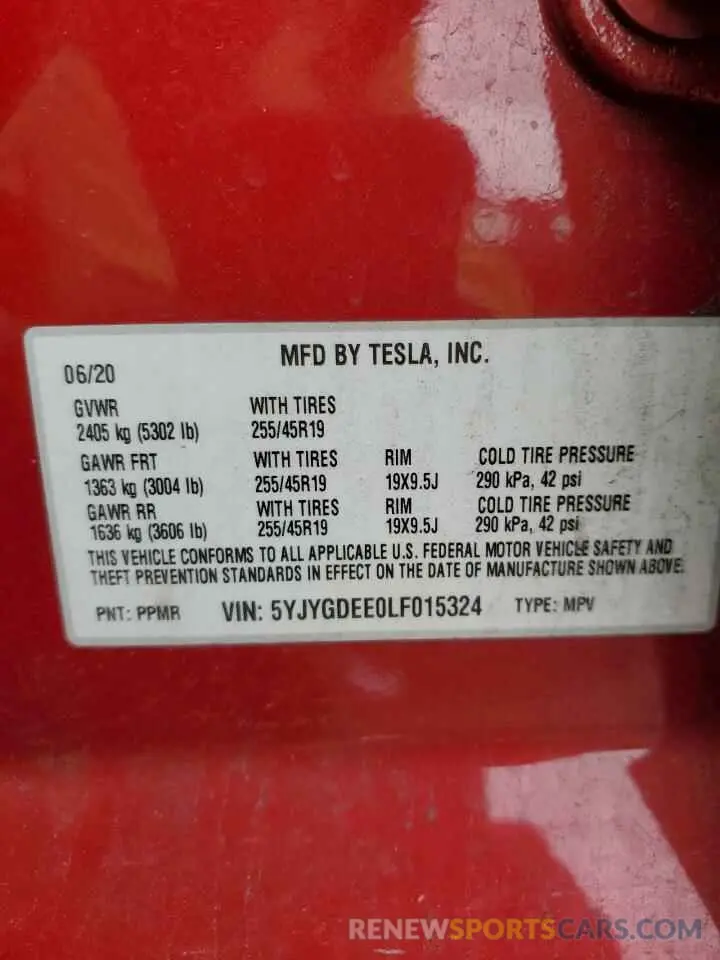 06/20 MFD BY TESLA, INC.
GVWR WITH TIRES
2405 kg (5302 lb) 255/45R19
GAWR FRT WITH TIRES RIM COLD TIRE PRESSURE
1363 kg (3004 lb) 255/45R19 19X9.5J 290 kPa, 42 psi
GAWR RR WITH TIRES RIM COLD TIRE PRESSURE
1636 kg (3606 lb) 255/45R19 19X9.5J 290 kPa, 42 psi
THIS VEHICLE CONFORMS TO ALL APPLICABLE U.S. FEDERAL MOTOR VEHICLE SAFETY AND
THEFT PREVENTION STANDARDS IN EFFECT ON THE DATE OF MANUFACTURE SHOWN ABOVE.
PNT: PPMR VIN: 5YJYGDEE0LF015324 TYPE: MPV
RENEWSPORTSCARS.COM